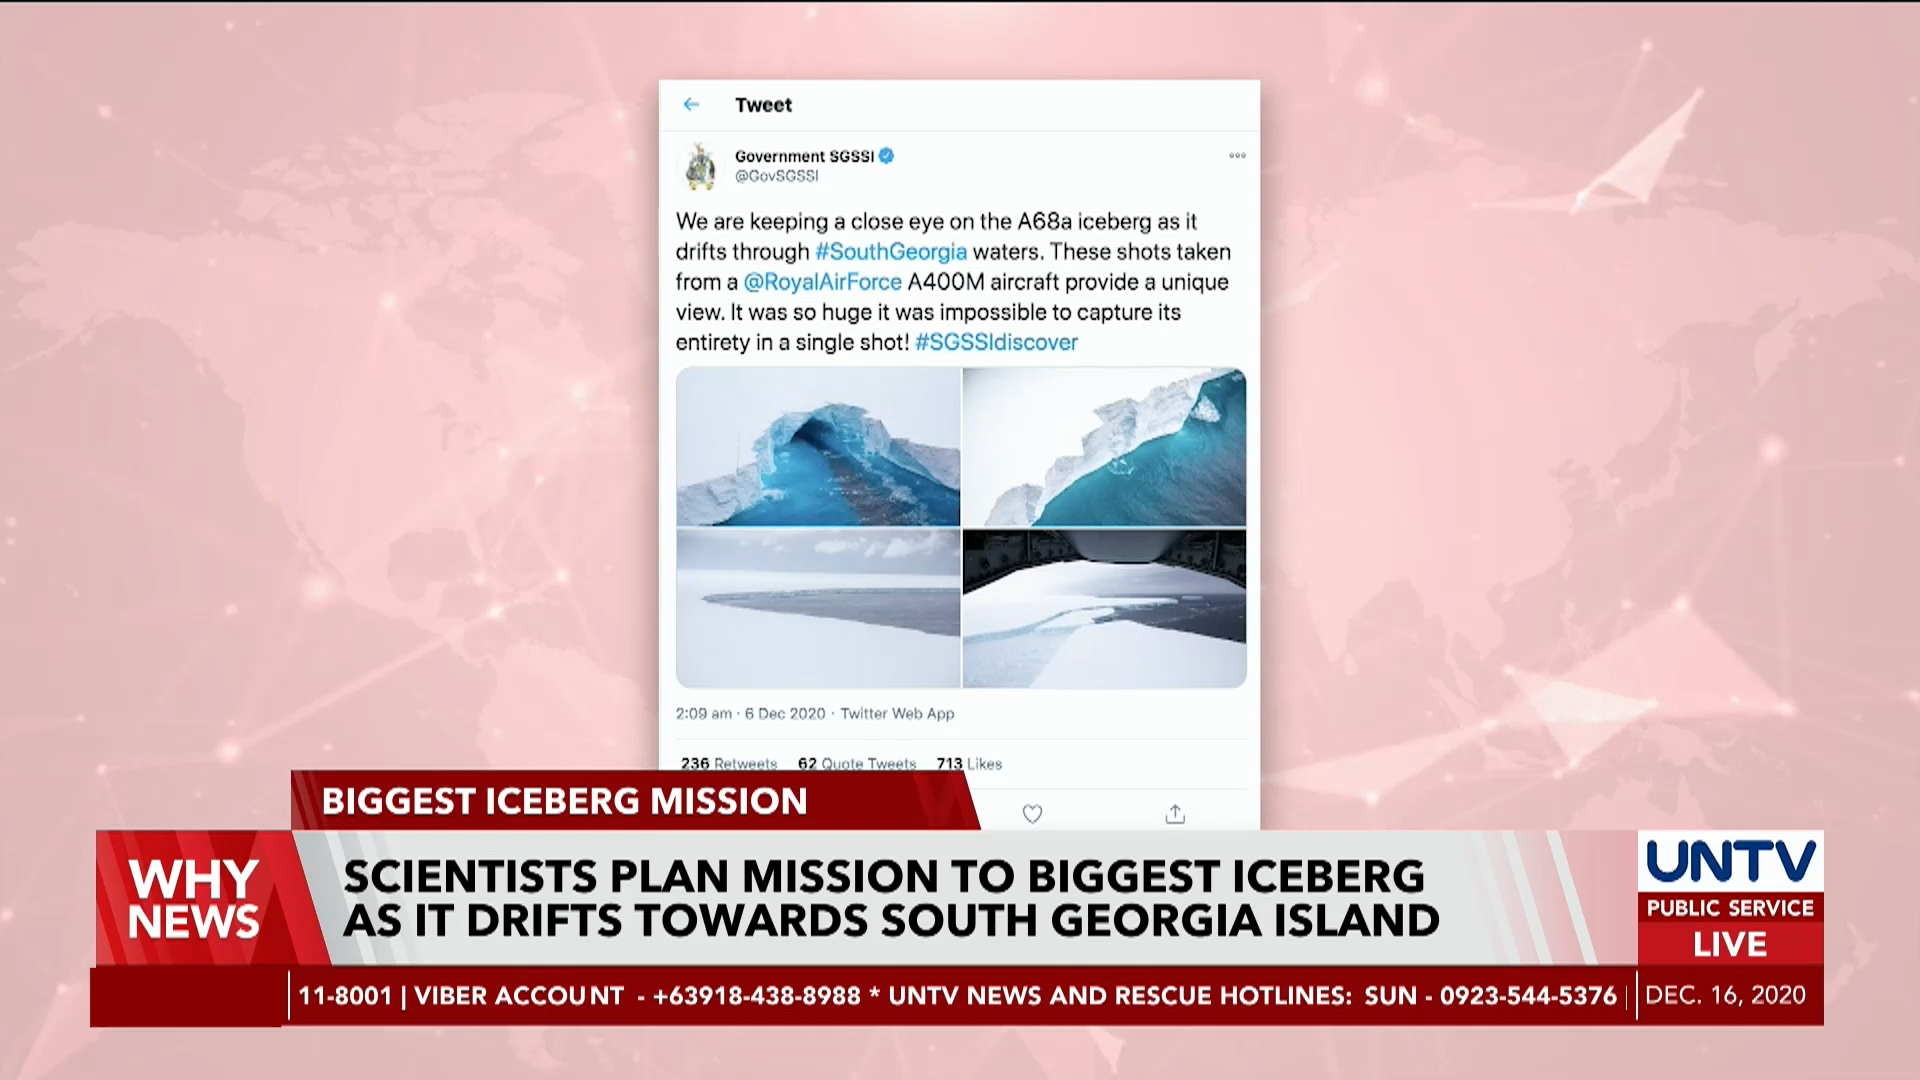 Tweet
Government SGSSI
@GovSGSSI
We are keeping a close eye on the A68a iceberg as it
drifts through #SouthGeorgia waters. These shots taken
from a @RoyalAirForce A400M aircraft provide a unique
view. It was so huge it was impossible to capture its
entirety in a single shot! #SGSSIdiscover
2:09 am · 6 Dec 2020 · Twitter Web App
236 Retweets 62 Quote Tweets 713 Likes
BIGGEST ICEBERG MISSION
WHY
NEWS
SCIENTISTS PLAN MISSION TO BIGGEST ICEBERG
AS IT DRIFTS TOWARDS SOUTH GEORGIA ISLAND
UNTV
PUBLIC SERVICE
LIVE
11-8001 | VIBER ACCOUNT - +63918-438-8988 * UNTV NEWS AND RESCUE HOTLINES: SUN - 0923-544-5376 |
DEC. 16, 2020